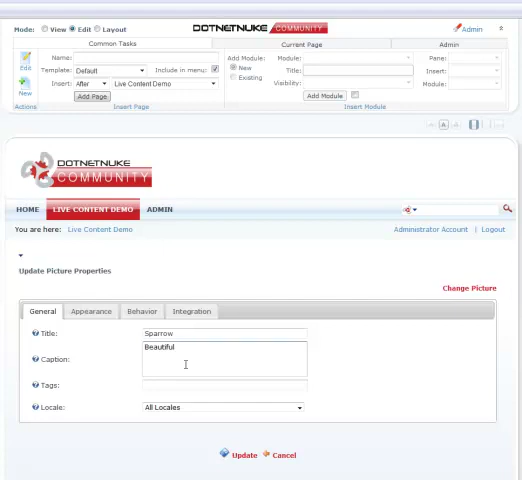 Mode: View Edit Layout DOTNETNUKE COMMUNITY Admin
Common Tasks Current Page Admin
Edit Name: Add Module: Module: Pane:
Template: Default Include in menu: New Title: Insert:
New Insert: After Live Content Demo Existing Visibility: Module:
Add Page Add Module
Actions Insert Page Insert Module
A A A
DOTNETNUKE
COMMUNITY
HOME LIVE CONTENT DEMO ADMIN
You are here: Live Content Demo Administrator Account | Logout
Update Picture Properties
Change Picture
General Appearance Behavior Integration
Title: Sparrow
Caption: Beautiful
Tags:
Locale: All Locales
Update Cancel